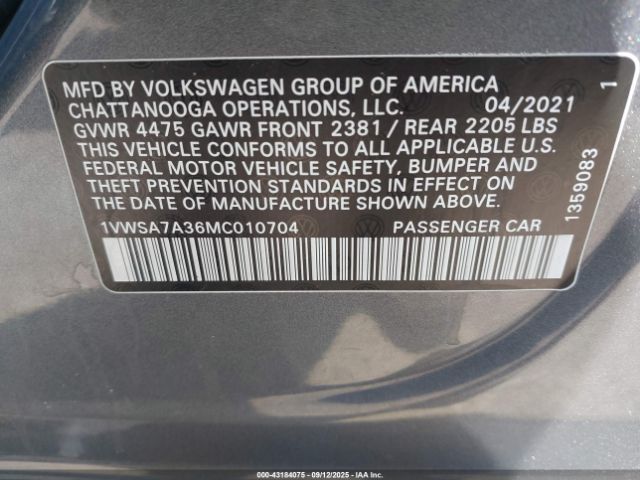 MFD BY VOLKSWAGEN GROUP OF AMERICA
CHATTANOOGA OPERATIONS, LLC. 04/2021
GVWR 4475 GAWR FRONT 2381 / REAR 2205 LBS
THIS VEHICLE CONFORMS TO ALL APPLICABLE U.S.
FEDERAL MOTOR VEHICLE SAFETY, BUMPER AND
THEFT PREVENTION STANDARDS IN EFFECT ON
THE DATE OF MANUFACTURE SHOWN ABOVE.
1VWSA7A36MC010704 PASSENGER CAR
1359083 1
000-43184075 - 09/12/2025 - IAA, Inc.